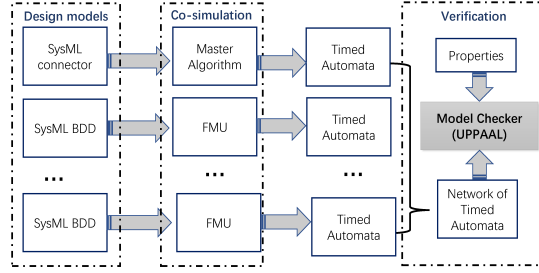 Design models
Co-simulation
Verification
SysML
connector
Master
Algorithm
Timed
Automata
Properties
SysML BDD
FMU
Timed
Automata
Model Checker
(UPPAAL)
...
...
...
SysML BDD
FMU
Timed
Automata
Network of
Timed
Automata